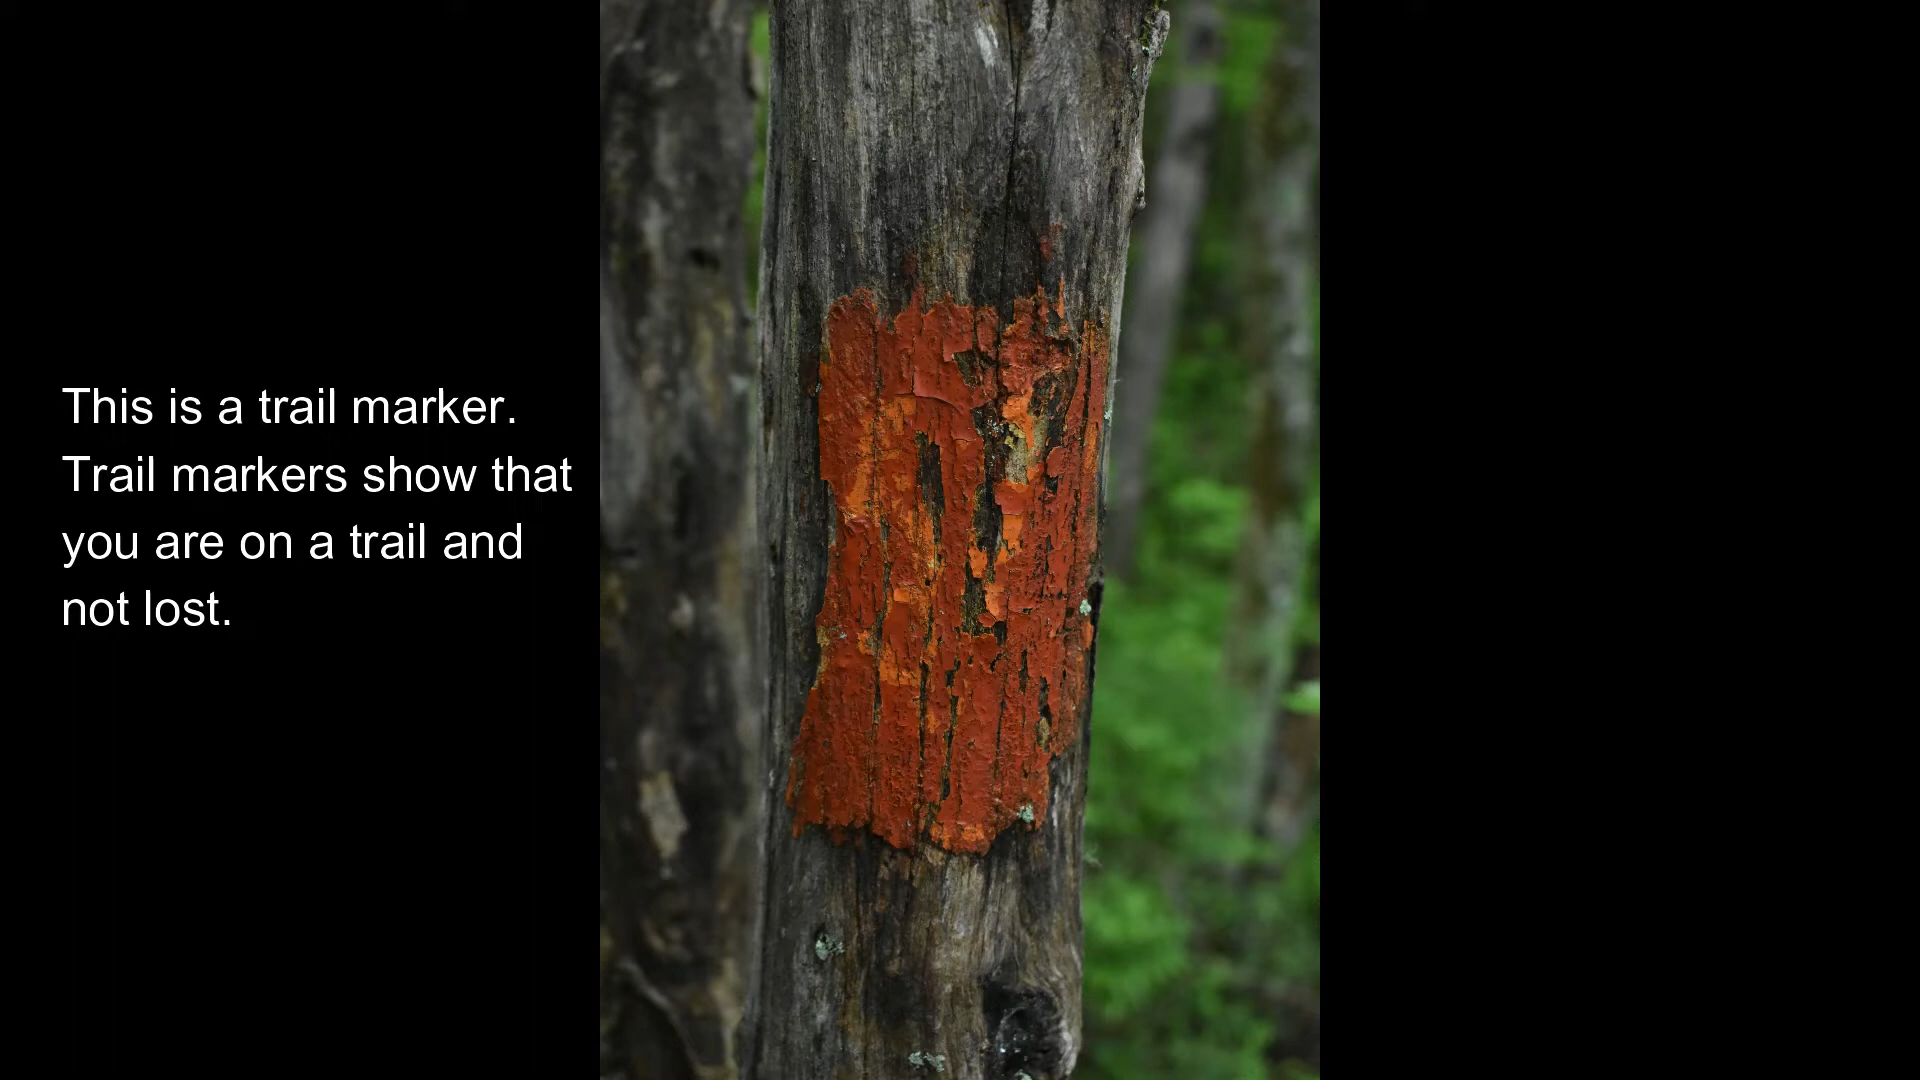 This is a trail marker.
Trail markers show that
you are on a trail and
not lost.